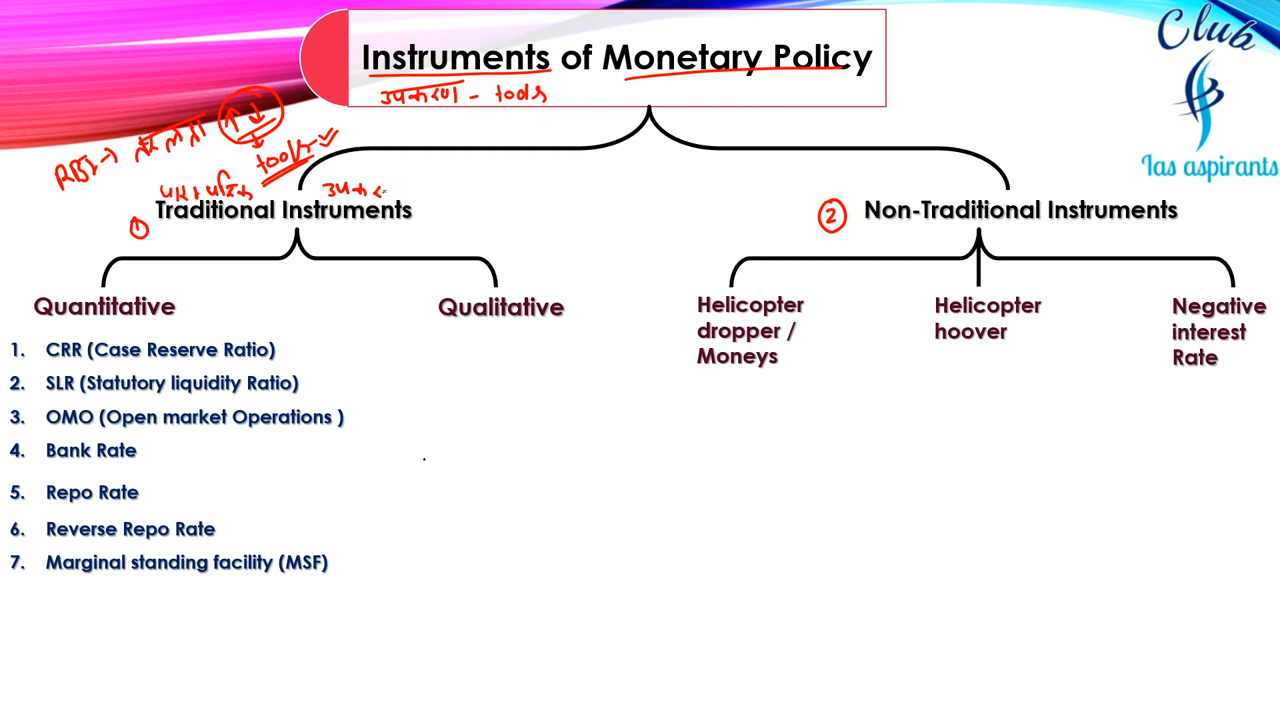 Instruments of Monetary Policy
उपकरण - tools
Club
Ias aspirants
RBI → तरलता ↑ ↓
tools
उपक
1 Traditional Instruments
2 Non-Traditional Instruments
Quantitative
Qualitative
Helicopter
dropper /
Moneys
Helicopter
hoover
Negative
interest
Rate
1. CRR (Case Reserve Ratio)
2. SLR (Statutory liquidity Ratio)
3. OMO (Open market Operations )
4. Bank Rate
5. Repo Rate
6. Reverse Repo Rate
7. Marginal standing facility (MSF)